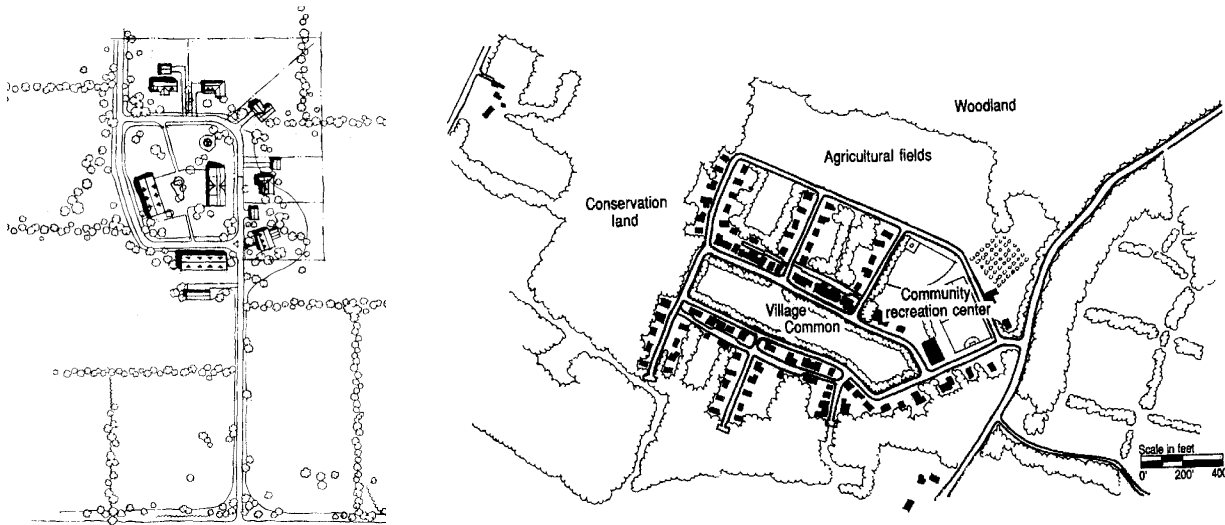 Woodland
Agricultural fields
Conservation
land
Community
recreation center
Village
Common
Scale in feet
0' 200' 400